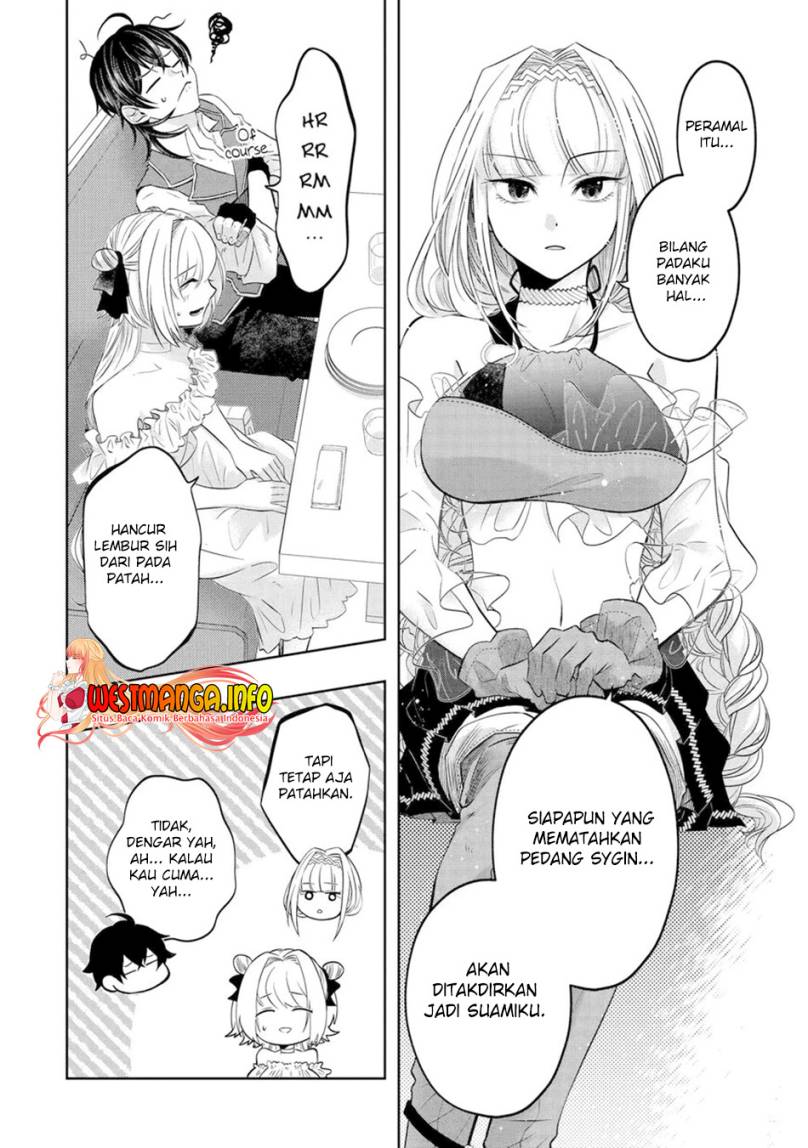 PERAMAL
ITU...
BILANG
PADAKU
BANYAK
HAL...
SIAPAPUN YANG
MEMATAHKAN
PEDANG SYGIN...
AKAN
DITAKDIRKAN
JADI SUAMIKU.
HR
RR
RM
MM
...
Of
course
HANCUR
LEMBUR SIH
DARI PADA
PATAH...
WESTMANGA.INFO
Situs Baca Komik Berbahasa Indonesia
TAPI
TETAP AJA
PATAHKAN.
TIDAK,
DENGAR YAH,
AH... KALAU
KAU CUMA...
YAH...